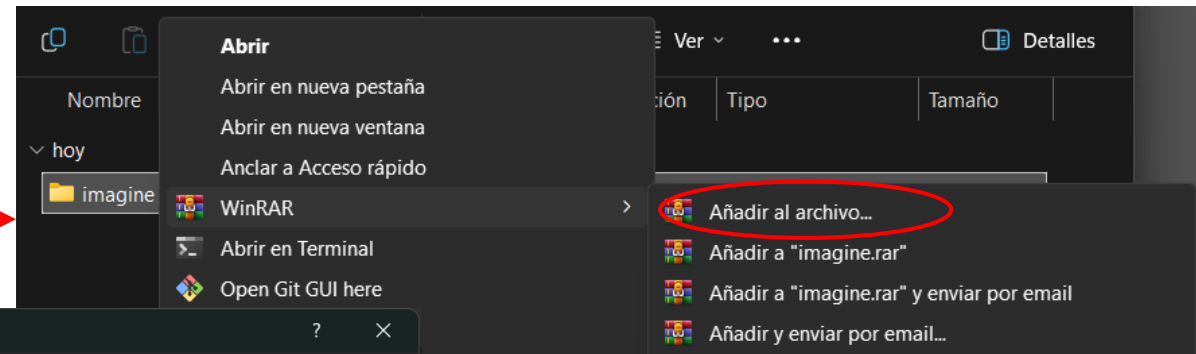 Abrir
Ver
•••
Detalles
Abrir en nueva pestaña
Nombre
ión
Tipo
Tamaño
Abrir en nueva ventana
hoy
Anclar a Acceso rápido
imagine
WinRAR
Añadir al archivo...
Abrir en Terminal
Añadir a "imagine.rar"
Open Git GUI here
Añadir a "imagine.rar" y enviar por email
?
Añadir y enviar por email...